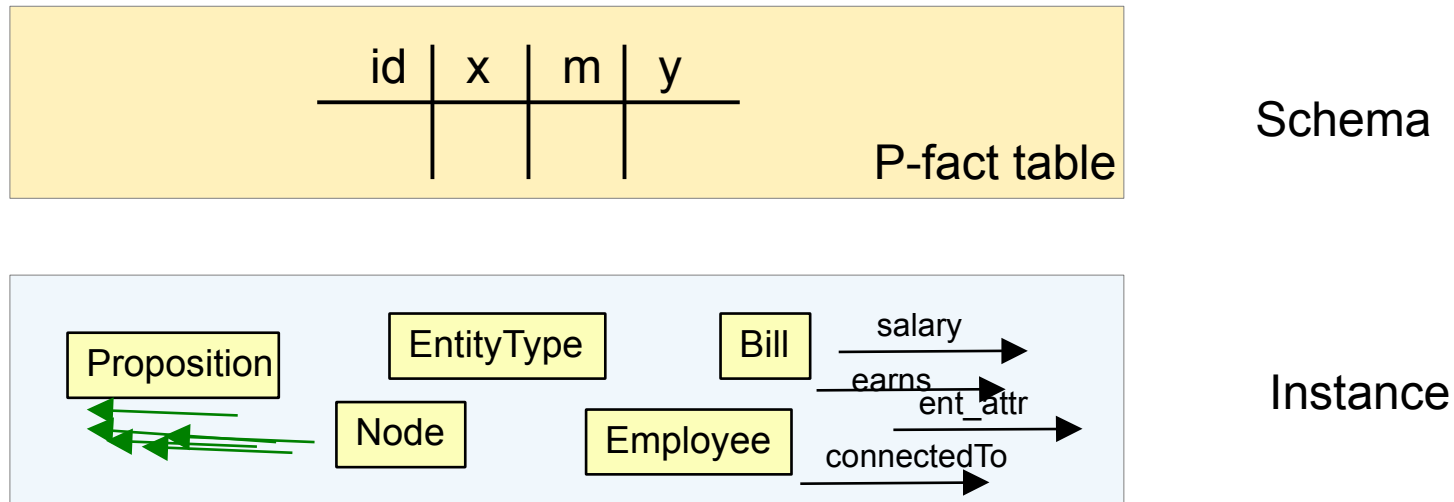 id x m y
Schema
P-fact table
salary
EntityType Bill
Proposition
earns
ent_attr
Instance
Node Employee
connectedTo